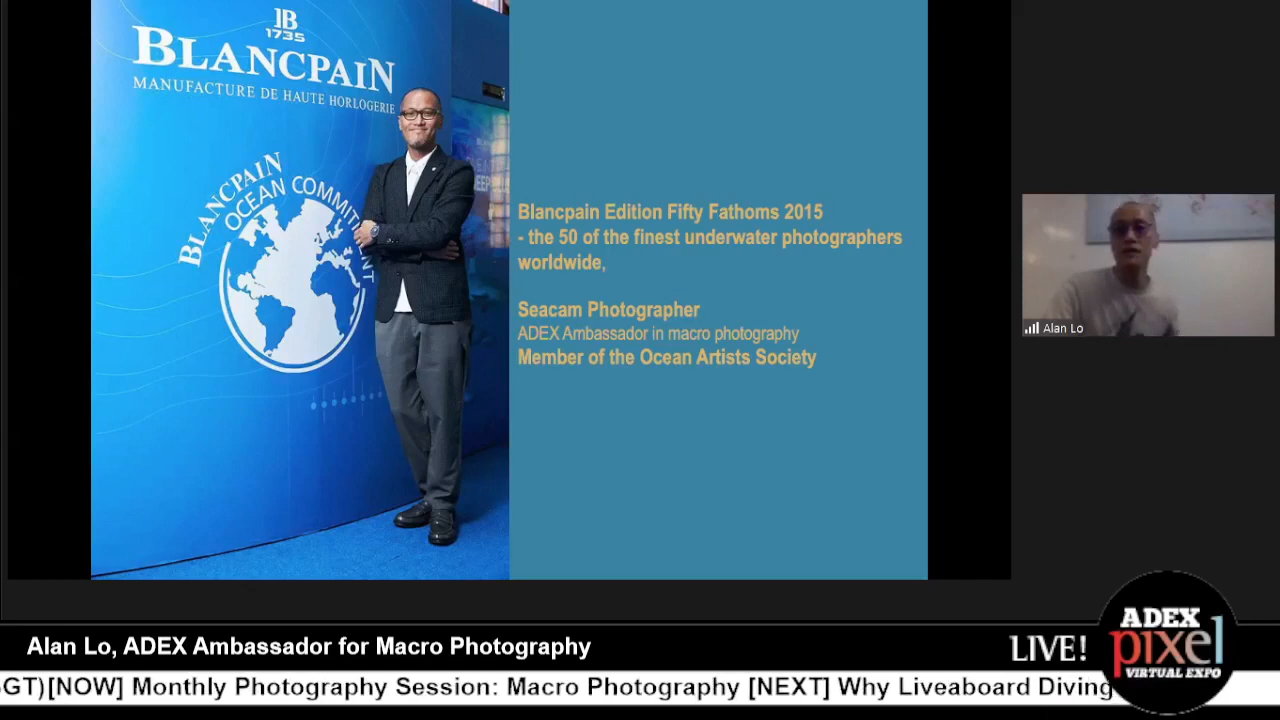 JB
1735
BLANCPAIN
MANUFACTURE DE HAUTE HORLOGERIE
BLANCPAIN
OCEAN COMMITMENT
Blancpain Edition Fifty Fathoms 2015
- the 50 of the finest underwater photographers
worldwide,
Seacam Photographer
ADEX Ambassador in macro photography
Member of the Ocean Artists Society
Alan Lo
Alan Lo, ADEX Ambassador for Macro Photography
LIVE!
ADEX
pixel
VIRTUAL EXPO
SGT)[NOW] Monthly Photography Session: Macro Photography [NEXT] Why Liveaboard Diving